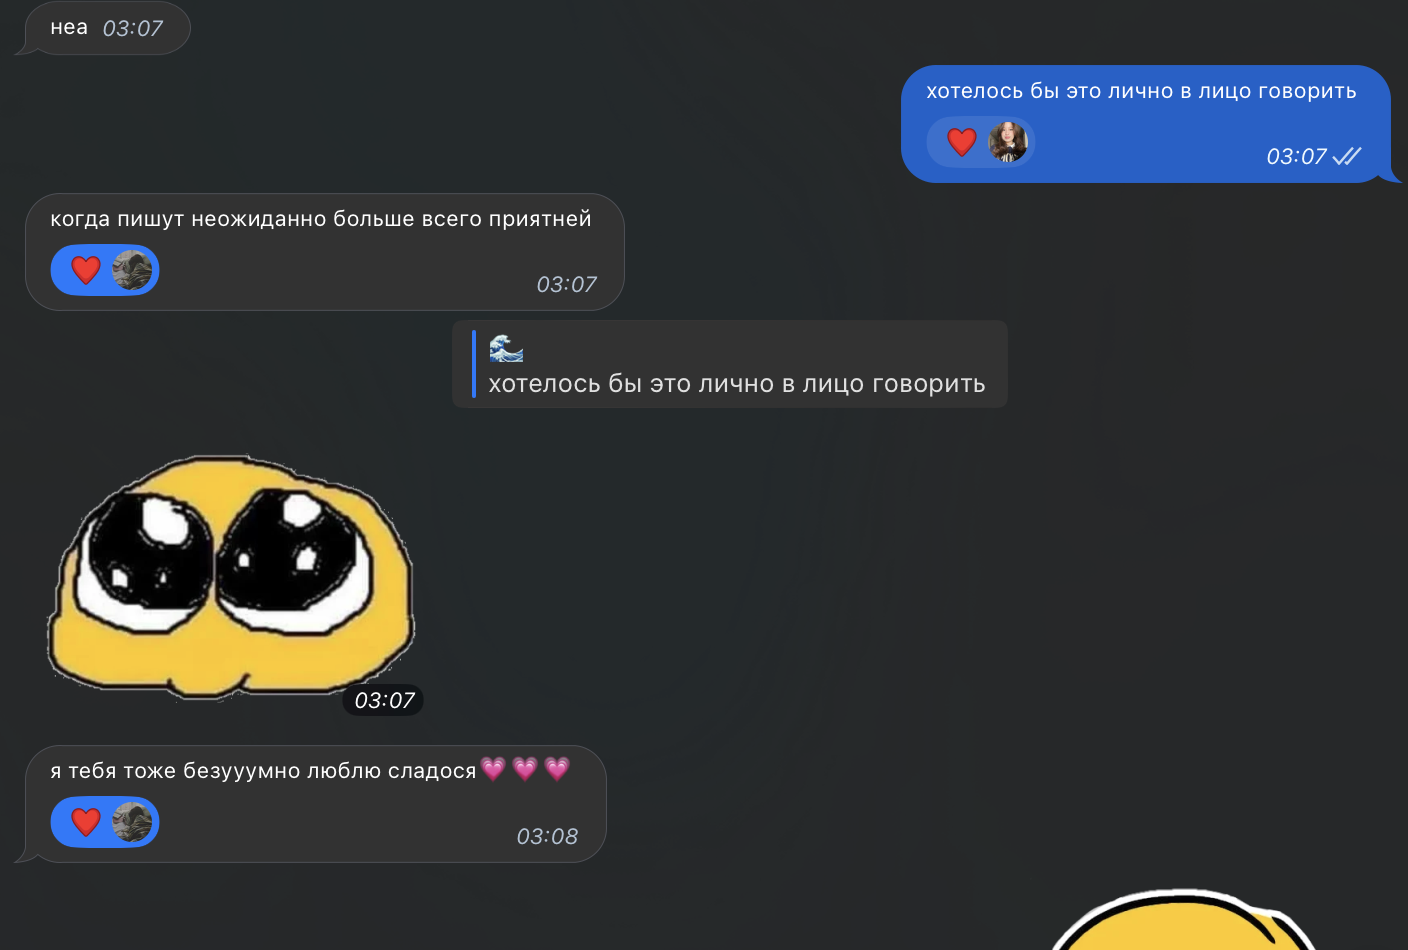 неа 03:07
хотелось бы это лично в лицо говорить
03:07
когда пишут неожиданно больше всего приятней
03:07
хотелось бы это лично в лицо говорить
03:07
я тебя тоже безууумно люблю сладося
03:08